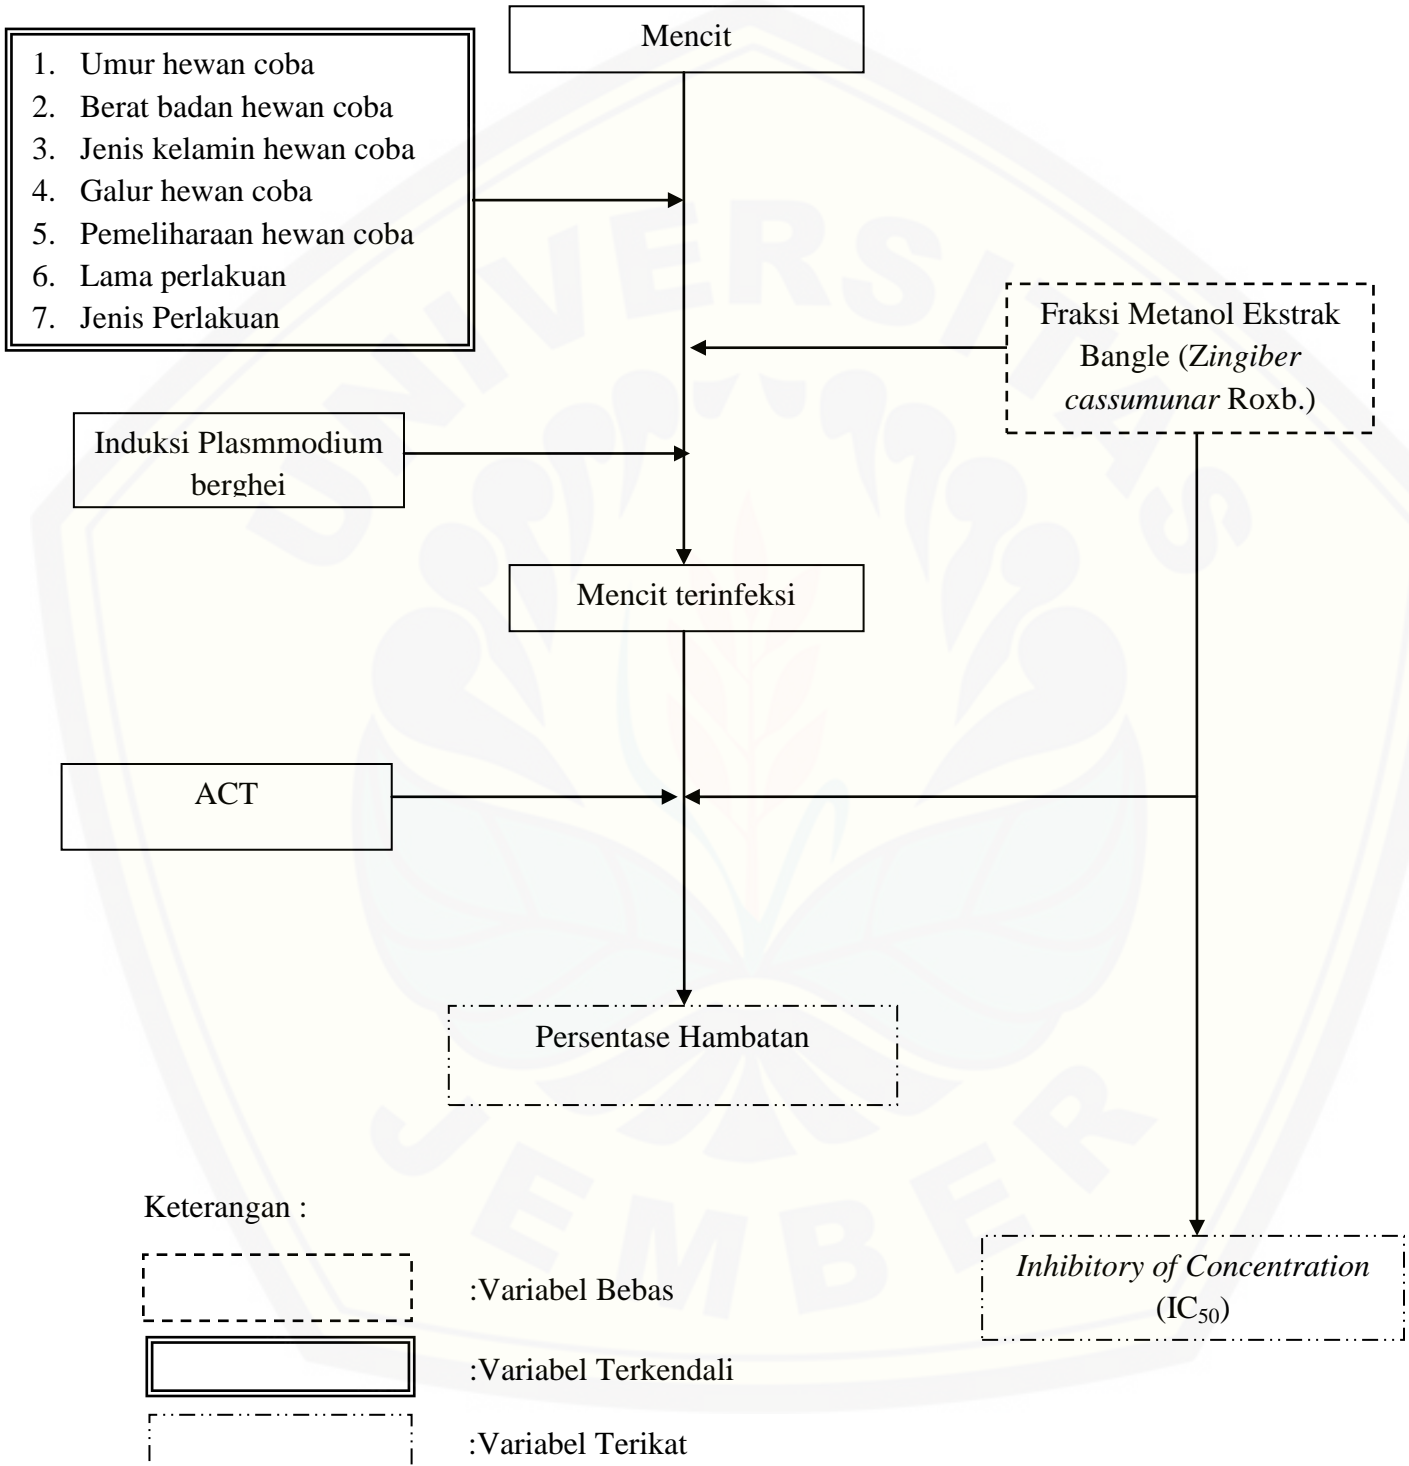 Mencit
1. Umur hewan coba
2. Berat badan hewan coba
3. Jenis kelamin hewan coba
4. Galur hewan coba
5. Pemeliharaan hewan coba
6. Lama perlakuan
7. Jenis Perlakuan
Fraksi Metanol Ekstrak
Bangle (Zingiber
cassumunar Roxb.)
Induksi Plasmmodium
berghei
Mencit terinfeksi
ACT
Persentase Hambatan
Inhibitory of Concentration
(IC₅₀)
Keterangan :
:Variabel Bebas
:Variabel Terkendali
:Variabel Terikat
UNIVERSITAS
JEMBER